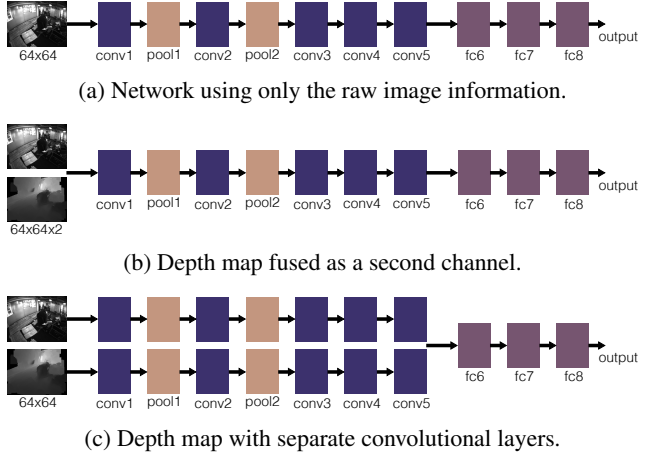 64x64 conv1 pool1 conv2 pool2 conv3 conv4 conv5 fc6 fc7 fc8 output
(a) Network using only the raw image information.
64x64x2 conv1 pool1 conv2 pool2 conv3 conv4 conv5 fc6 fc7 fc8 output
(b) Depth map fused as a second channel.
64x64 conv1 pool1 conv2 pool2 conv3 conv4 conv5 fc6 fc7 fc8 output
(c) Depth map with separate convolutional layers.